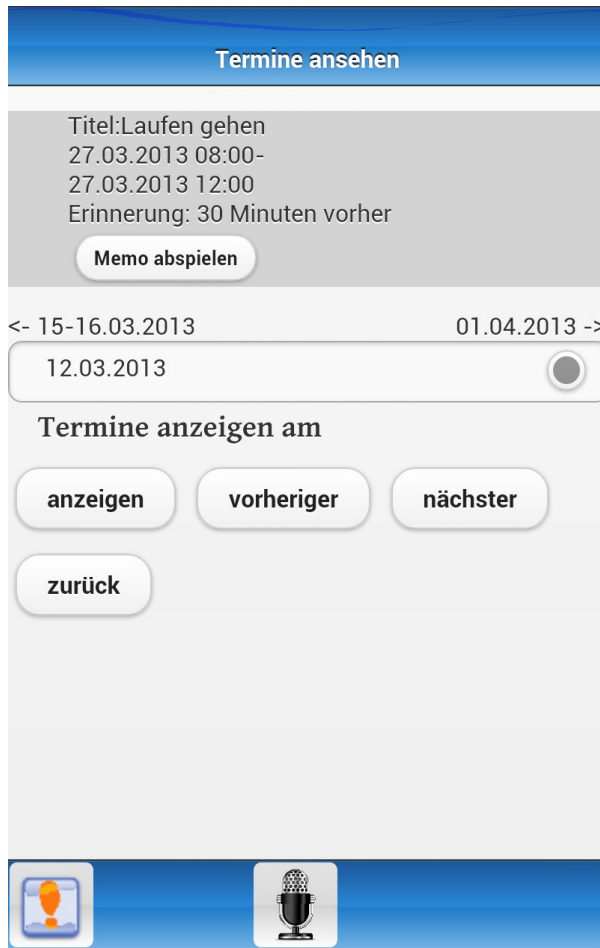 Termine ansehen
Titel:Laufen gehen
27.03.2013 08:00-
27.03.2013 12:00
Erinnerung: 30 Minuten vorher
Memo abspielen
<- 15-16.03.2013 01.04.2013 ->
12.03.2013
Termine anzeigen am
anzeigen vorheriger nächster
zurück